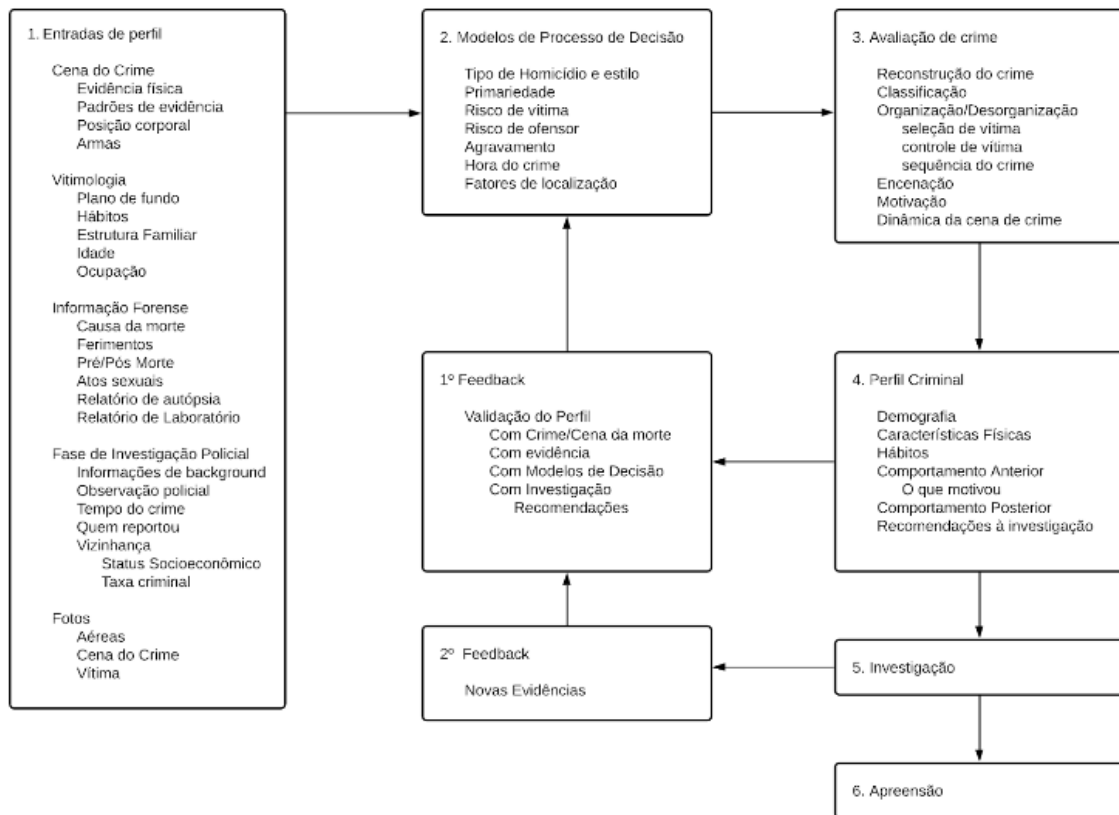 1. Entradas de perfil
Cena do Crime
Evidência física
Padrões de evidência
Posição corporal
Armas
Vitimologia
Plano de fundo
Hábitos
Estrutura Familiar
Idade
Ocupação
Informação Forense
Causa da morte
Ferimentos
Pré/Pós Morte
Atos sexuais
Relatório de autópsia
Relatório de Laboratório
Fase de Investigação Policial
Informações de background
Observação policial
Tempo do crime
Quem reportou
Vizinhança
Status Socioeconômico
Taxa criminal
Fotos
Aéreas
Cena do Crime
Vítima
2. Modelos de Processo de Decisão
Tipo de Homicídio e estilo
Primariedade
Risco de vítima
Risco de ofensor
Agravamento
Hora do crime
Fatores de localização
3. Avaliação de crime
Reconstrução do crime
Classificação
Organização/Desorganização
seleção de vítima
controle de vítima
sequência do crime
Encenação
Motivação
Dinâmica da cena de crime
1º Feedback
Validação do Perfil
Com Crime/Cena da morte
Com evidência
Com Modelos de Decisão
Com Investigação
Recomendações
4. Perfil Criminal
Demografia
Características Físicas
Hábitos
Comportamento Anterior
O que motivou
Comportamento Posterior
Recomendações à investigação
2º Feedback
Novas Evidências
5. Investigação
6. Apreensão